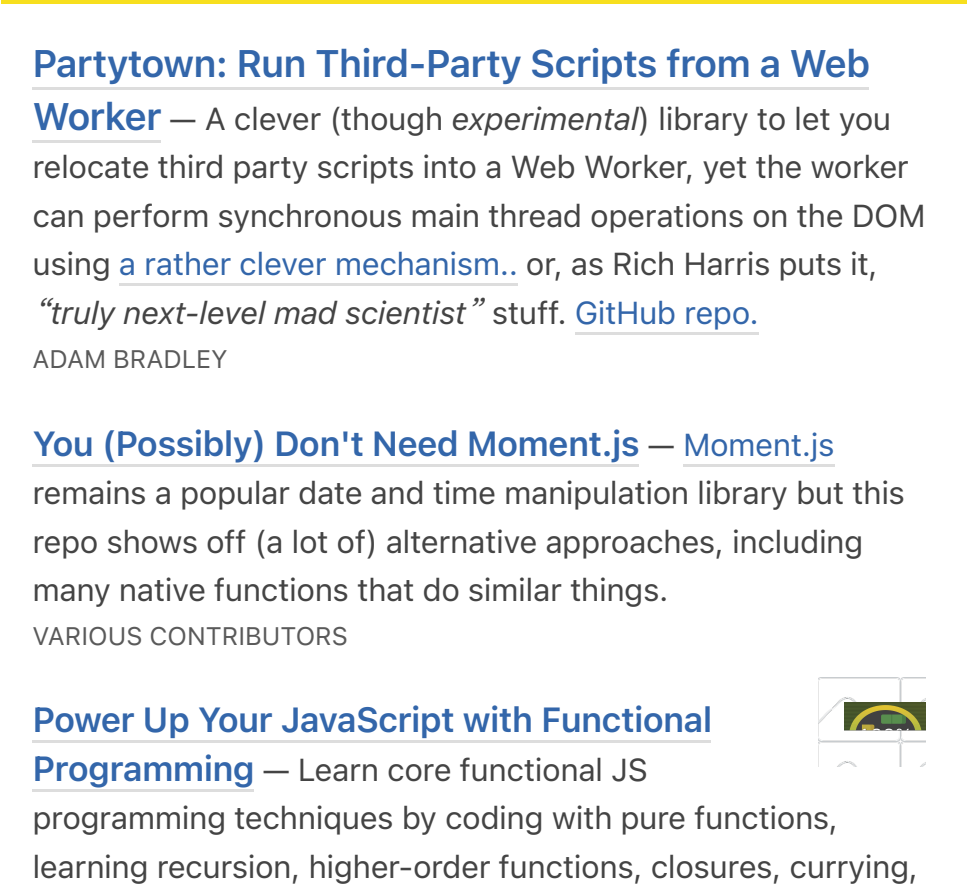 Partytown: Run Third-Party Scripts from a Web
Worker — A clever (though experimental) library to let you
relocate third party scripts into a Web Worker, yet the worker
can perform synchronous main thread operations on the DOM
using a rather clever mechanism.. or, as Rich Harris puts it,
“truly next-level mad scientist” stuff. GitHub repo.
ADAM BRADLEY
You (Possibly) Don't Need Moment.js — Moment.js
remains a popular date and time manipulation library but this
repo shows off (a lot of) alternative approaches, including
many native functions that do similar things.
VARIOUS CONTRIBUTORS
Power Up Your JavaScript with Functional
Programming — Learn core functional JS
programming techniques by coding with pure functions,
learning recursion, higher-order functions, closures, currying,